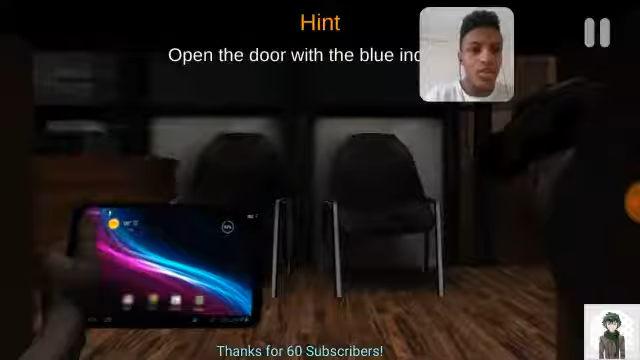 Hint
Open the door with the blue
Thanks for 60 Subscribers!